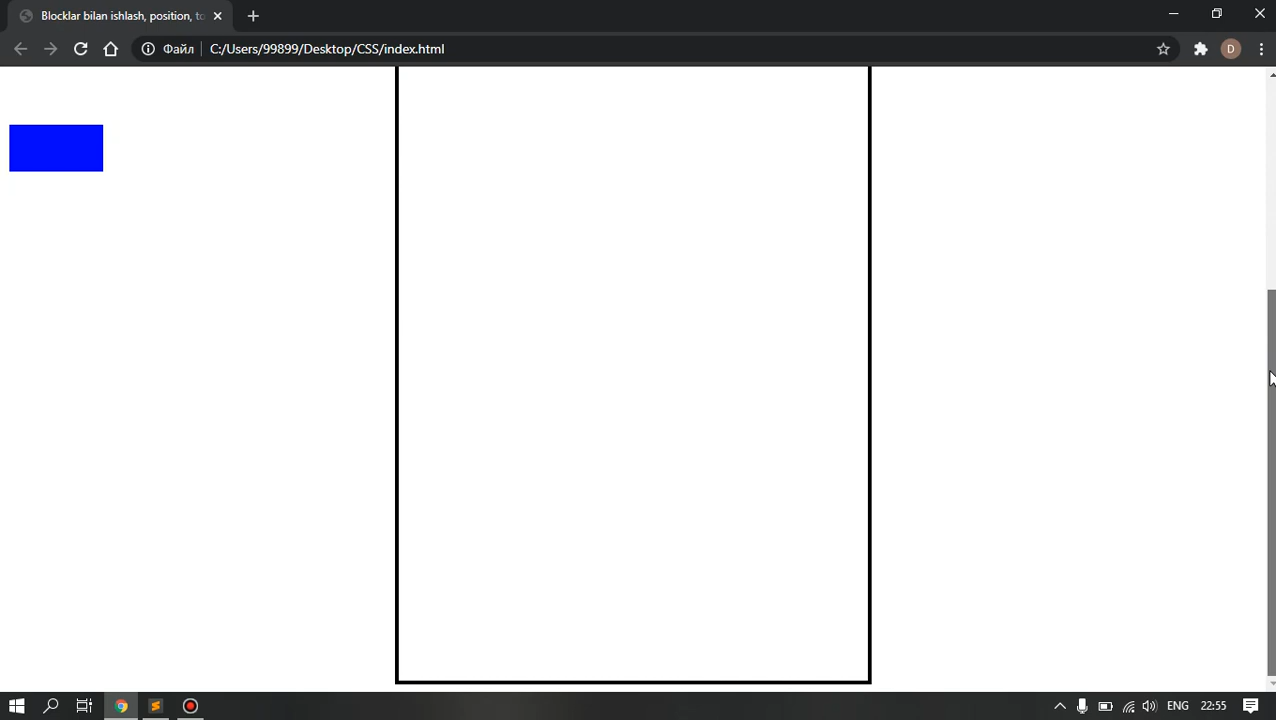 Blocklar bilan ishlash, position, to
Файл
C:/Users/99899/Desktop/CSS/index.html
D
ENG
22:55